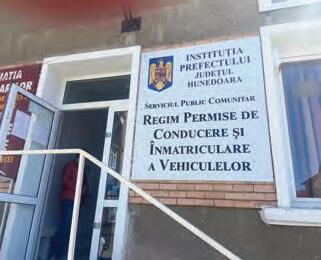 INSTITUȚIA
PREFECTULUI
JUDEȚUL
HUNEDOARA
SERVICIUL PUBLIC COMUNITAR
REGIM PERMISE DE
CONDUCERE ȘI
ÎNMATRICULARE
A VEHICULELOR